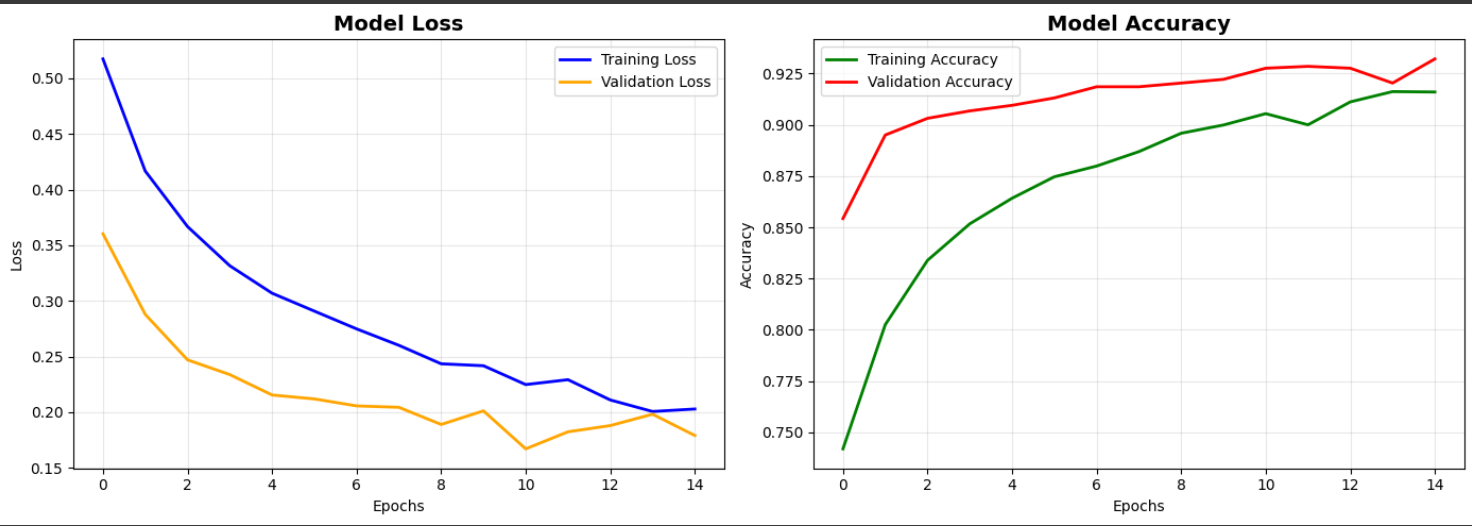 Model Loss
Training Loss
Validation Loss
0.50
0.45
0.40
0.35
0.30
0.25
0.20
0.15
Loss
0 2 4 6 8 10 12 14
Epochs
Model Accuracy
Training Accuracy
Validation Accuracy
0.925
0.900
0.875
0.850
0.825
0.800
0.775
0.750
Accuracy
0 2 4 6 8 10 12 14
Epochs